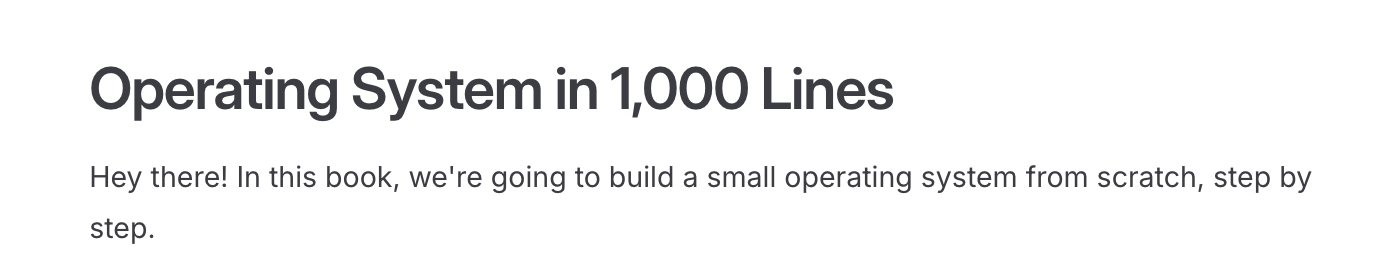 Operating System in 1,000 Lines
Hey there! In this book, we're going to build a small operating system from scratch, step by
step.